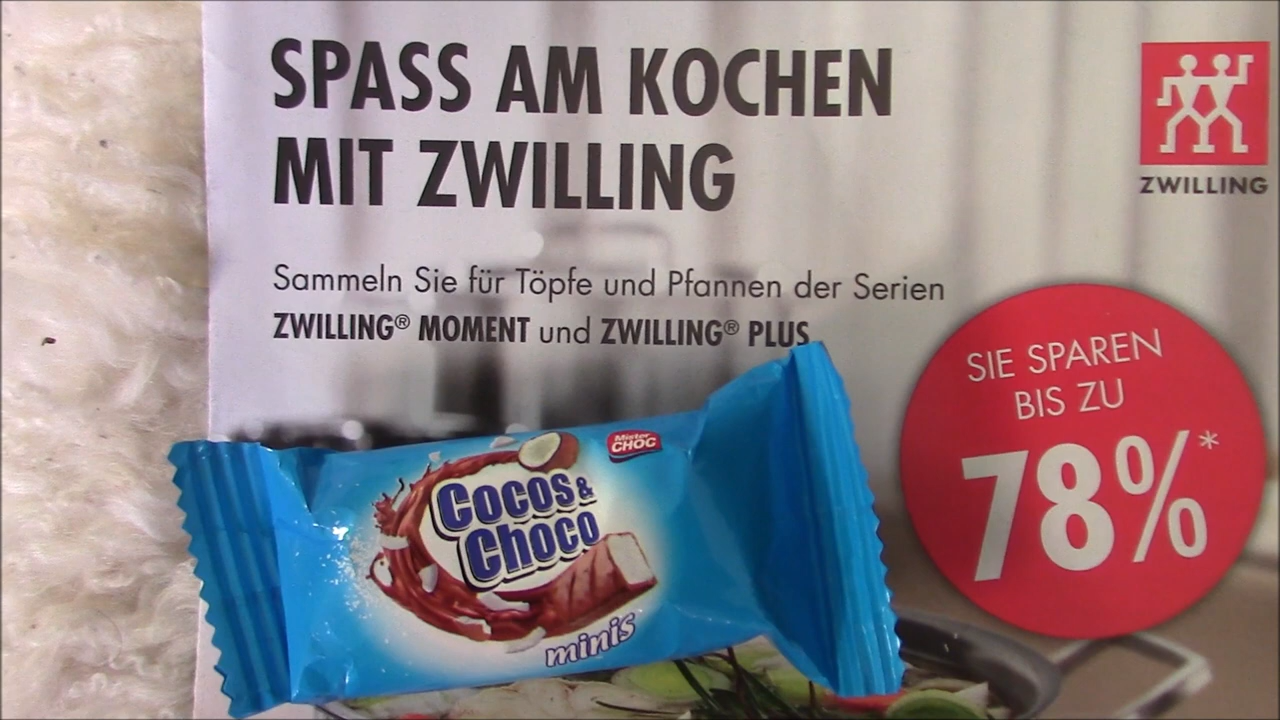 SPASS AM KOCHEN
MIT ZWILLING
ZWILLING
Sammeln Sie für Töpfe und Pfannen der Serien
ZWILLING® MOMENT und ZWILLING® PLUS
SIE SPAREN
BIS ZU
78%*
Mister
CHOC
Cocos &
Choco
minis